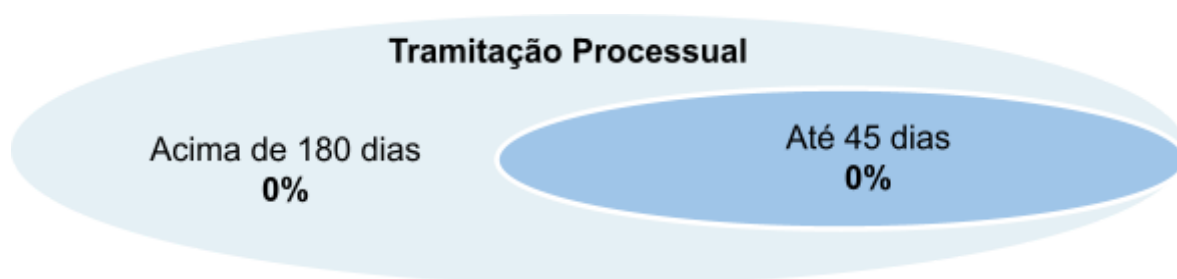 Tramitação Processual
Acima de 180 dias
0%
Até 45 dias
0%